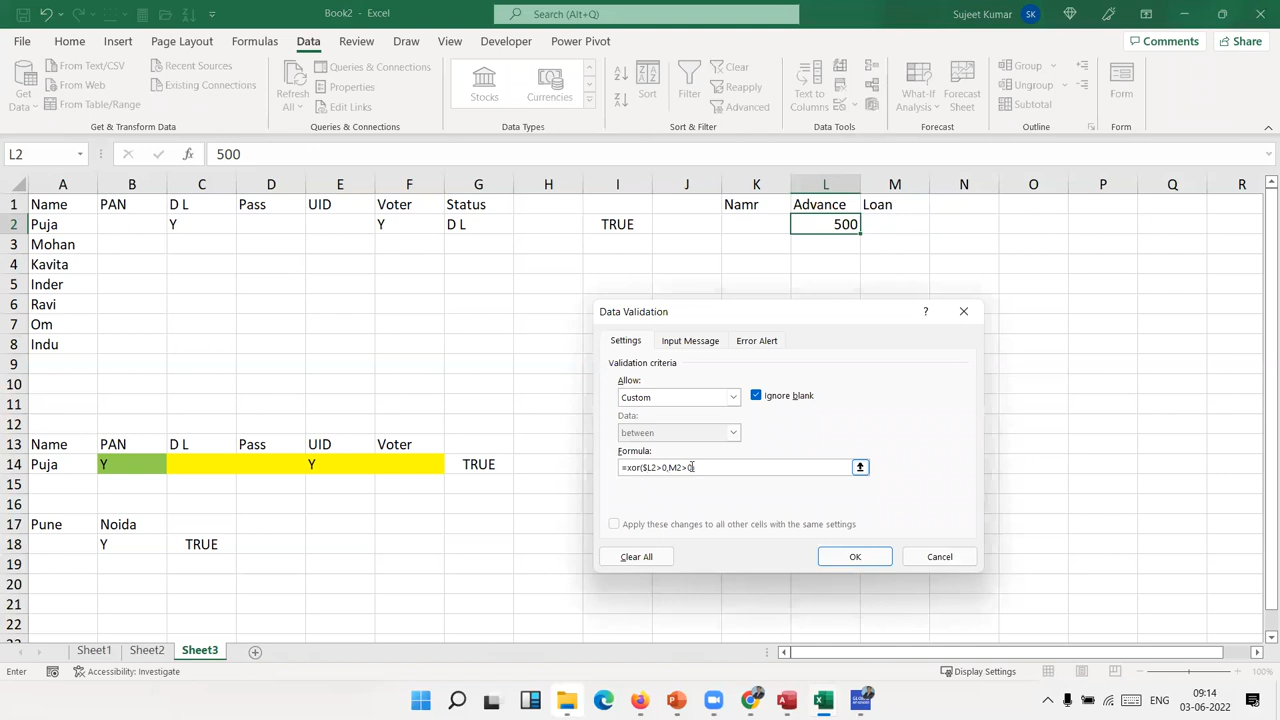 Book2 - Excel
Search (Alt+Q)
Sujeet Kumar
SK
File
Home
Insert
Page Layout
Formulas
Data
Review
Draw
View
Developer
Power Pivot
Comments
Share
Get Data
From Text/CSV
From Web
From Table/Range
Recent Sources
Existing Connections
Get & Transform Data
Refresh All
Queries & Connections
Properties
Edit Links
Queries & Connections
Stocks
Currencies
Data Types
Sort
Filter
Clear
Reapply
Advanced
Sort & Filter
Text to Columns
Data Tools
What-If Analysis
Forecast Sheet
Forecast
Group
Ungroup
Subtotal
Outline
Form
Form
L2
fx
500
A B C D E F G H I J K L M N O P Q R
1 Name PAN D L Pass UID Voter Status Namr Advance Loan
2 Puja Y Y D L TRUE 500
3 Mohan
4 Kavita
5 Inder
6 Ravi
7 Om
8 Indu
9
10
11
12
13 Name PAN D L Pass UID Voter
14 Puja Y Y TRUE
15
16
17 Pune Noida
18 Y TRUE
19
20
21
22
Data Validation
?
Settings
Input Message
Error Alert
Validation criteria
Allow:
Custom
Ignore blank
Data:
between
Formula:
=xor($L2>0,M2>0
Apply these changes to all other cells with the same settings
Clear All
OK
Cancel
Sheet1
Sheet2
Sheet3
Enter
Accessibility: Investigate
Display Settings
100%
ENG
09:14
03-06-2022